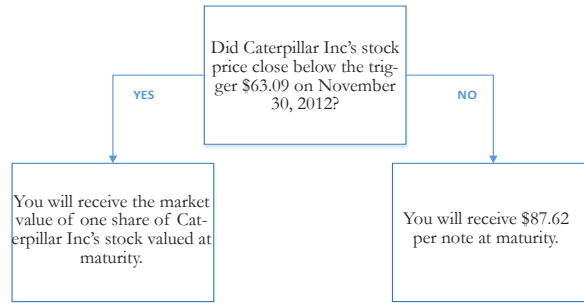 Did Caterpillar Inc’s stock
price close below the trig-
ger $63.09 on November
30, 2012?
YES
NO
You will receive the market
value of one share of Cat-
erpillar Inc’s stock valued at
maturity.
You will receive $87.62
per note at maturity.